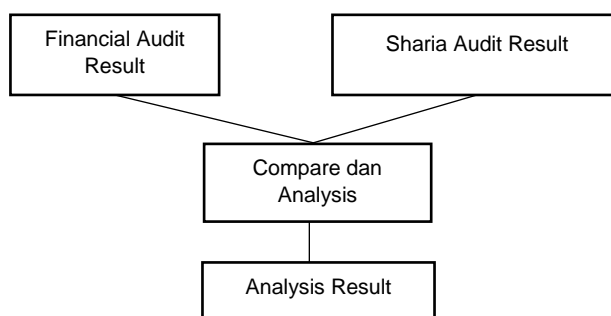 Financial Audit
Result
Sharia Audit Result
Compare dan
Analysis
Analysis Result